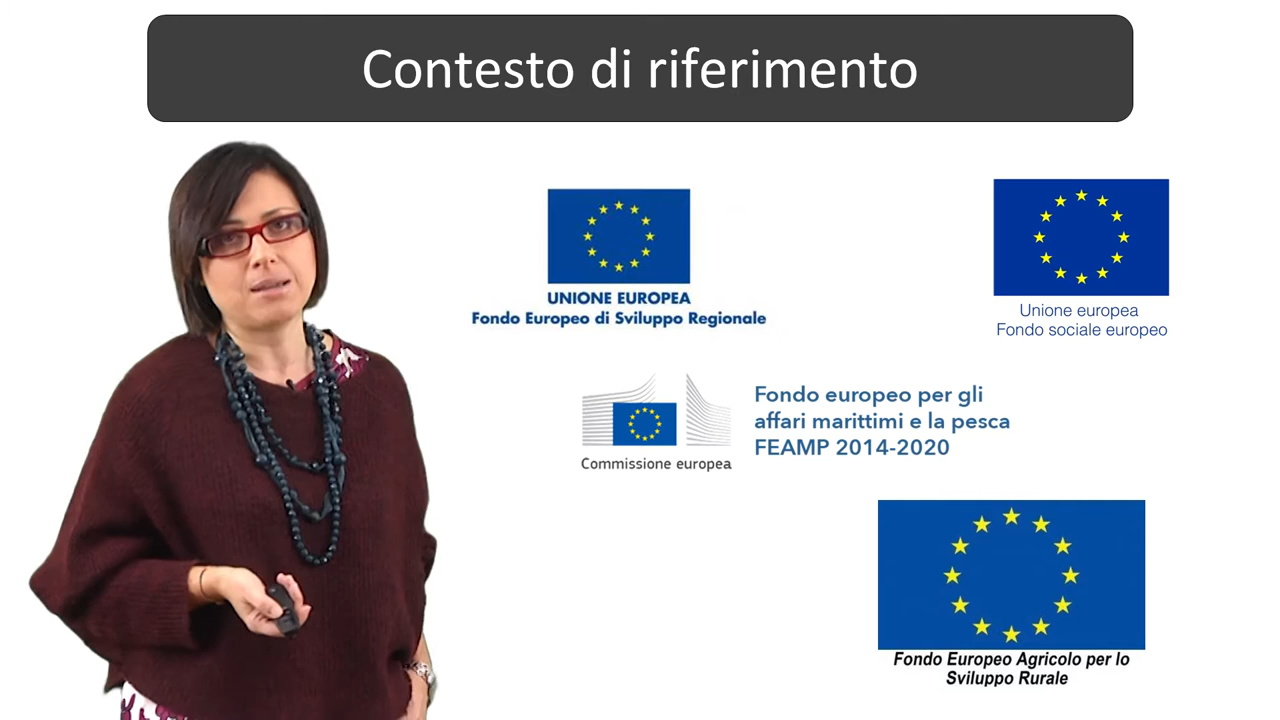 Contesto di riferimento
UNIONE EUROPEA
Fondo Europeo di Sviluppo Regionale
Unione europea
Fondo sociale europeo
Commissione europea
Fondo europeo per gli
affari marittimi e la pesca
FEAMP 2014-2020
Fondo Europeo Agricolo per lo
Sviluppo Rurale